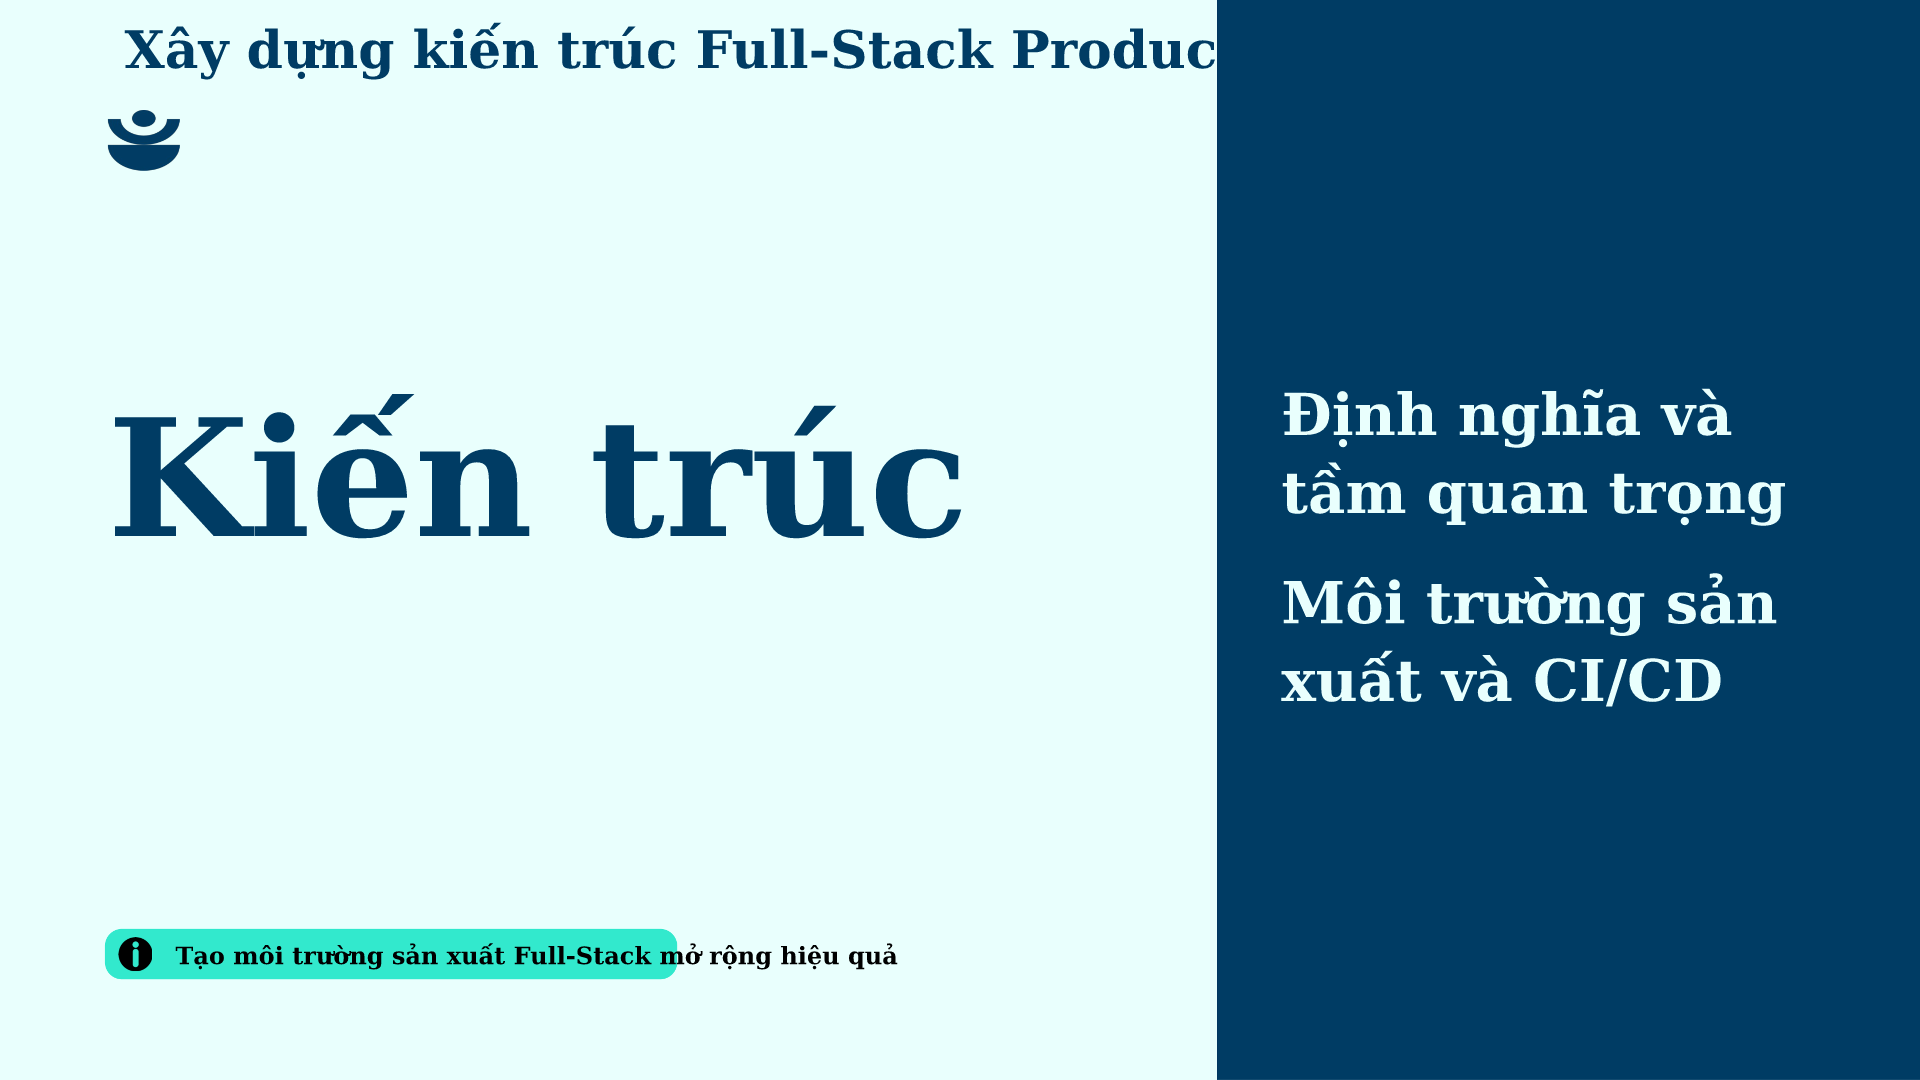 Xây dựng kiến trúc Full-Stack Produc
Kiến trúc
Định nghĩa và
tầm quan trọng
Môi trường sản
xuất và CI/CD
Tạo môi trường sản xuất Full-Stack mở rộng hiệu quả